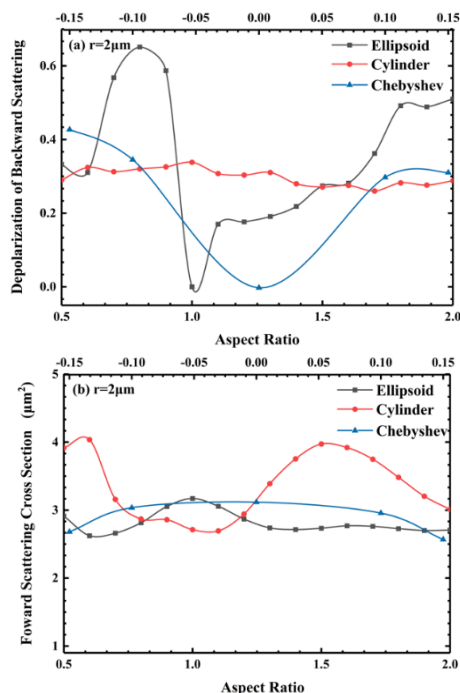 -0.15 -0.10 -0.05 0.00 0.05 0.10 0.15
(a) r=2μm
Ellipsoid
Cylinder
Chebyshev
Depolarization of Backward Scattering
0.6
0.4
0.2
0.0
0.5 1.0 1.5 2.0
Aspect Ratio
-0.15 -0.10 -0.05 0.00 0.05 0.10 0.15
(b) r=2μm
Ellipsoid
Cylinder
Chebyshev
Foward Scattering Cross Section (μm²)
5
4
3
2
1
0.5 1.0 1.5 2.0
Aspect Ratio